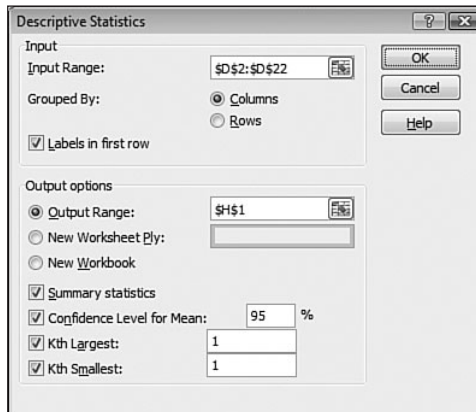 Descriptive Statistics
Input
Input Range: $D$2:$D$22
Grouped By: Columns
Rows
Labels in first row
OK
Cancel
Help
Output options
Output Range: $H$1
New Worksheet Ply:
New Workbook
Summary statistics
Confidence Level for Mean: 95 %
Kth Largest: 1
Kth Smallest: 1